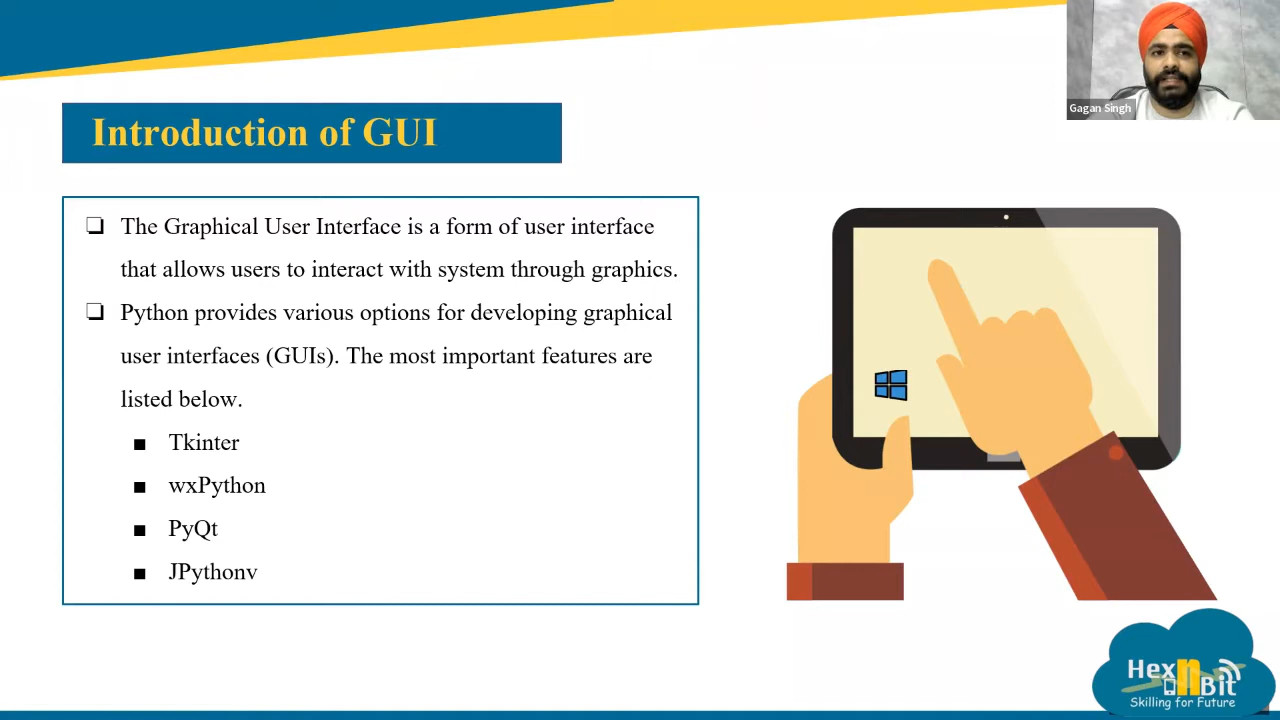 Gagan Singh
Introduction of GUI
❏ The Graphical User Interface is a form of user interface
that allows users to interact with system through graphics.
❏ Python provides various options for developing graphical
user interfaces (GUIs). The most important features are
listed below.
■ Tkinter
■ wxPython
■ PyQt
■ JPythonv
Hex n Bit
Skilling for Future